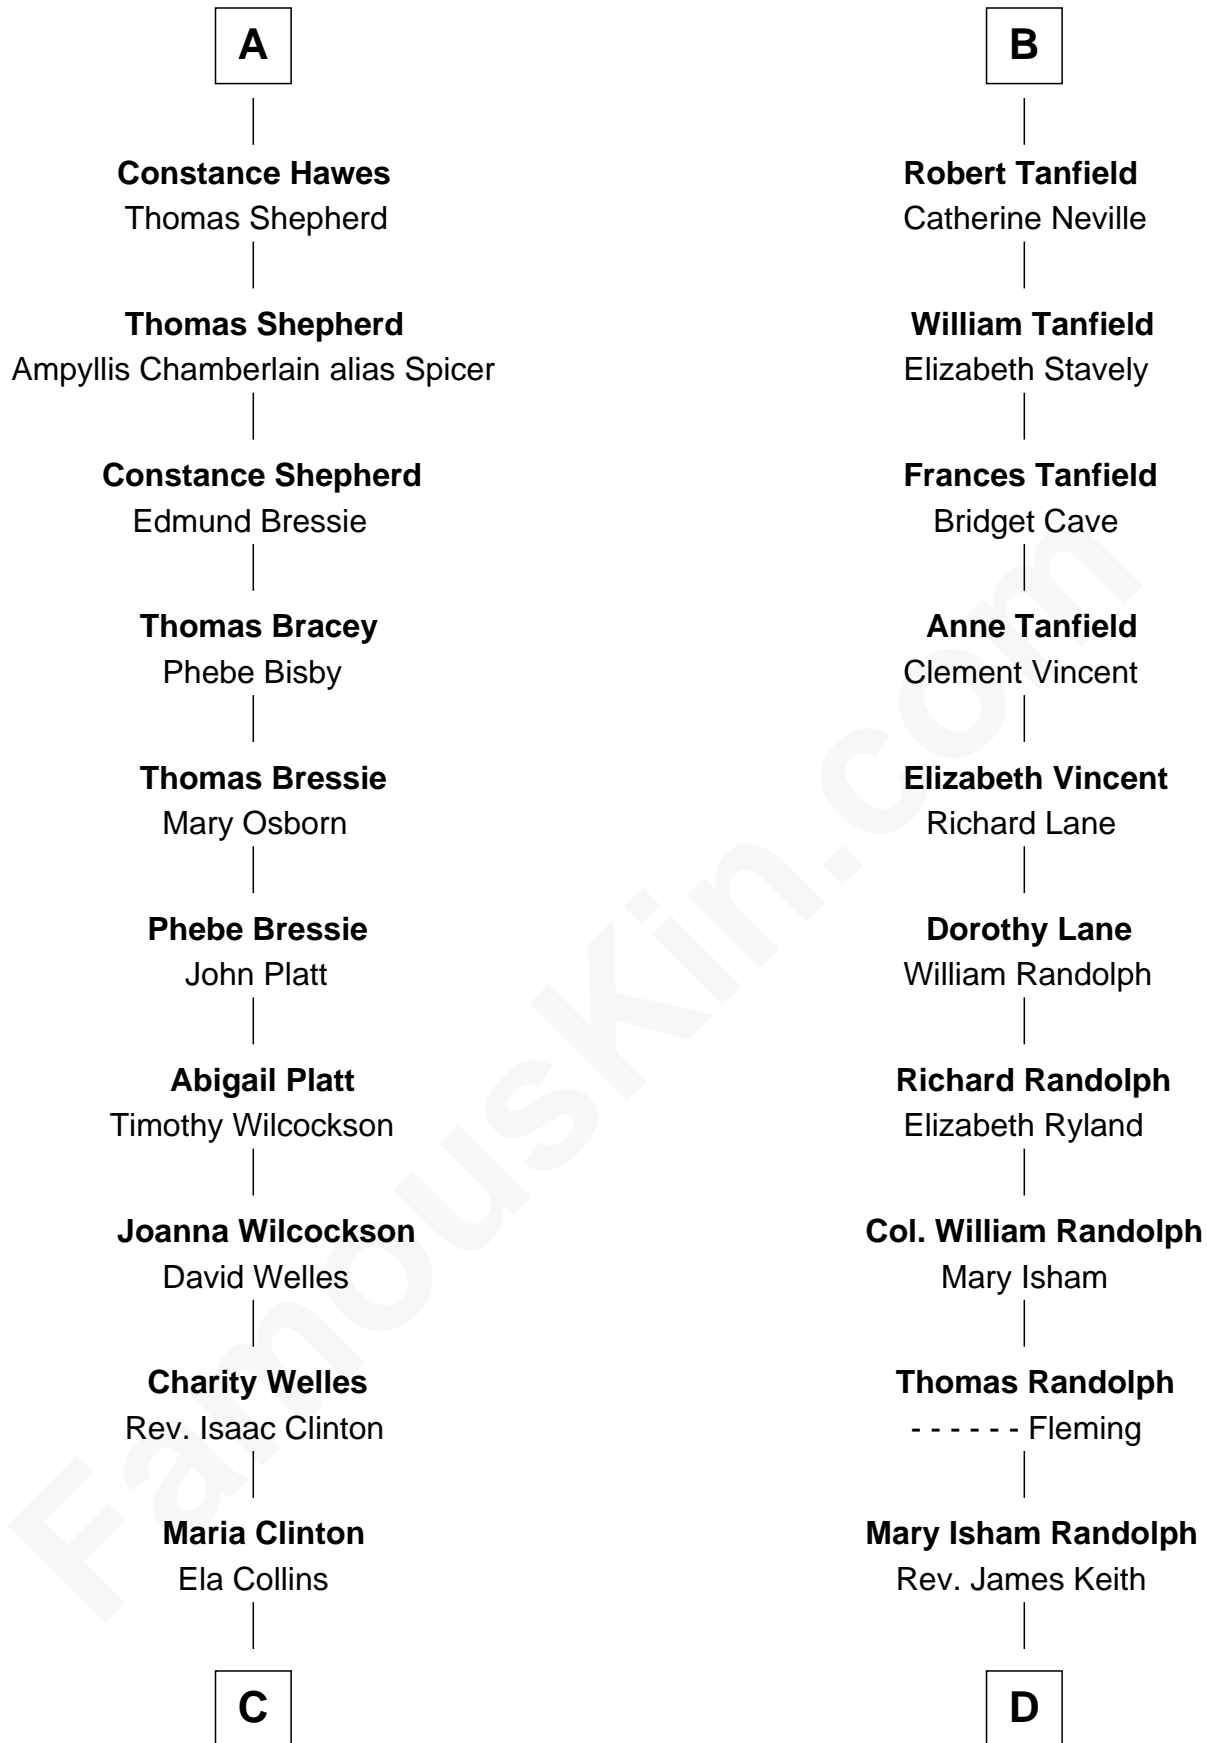 A
Constance Hawes
Thomas Shepherd
Thomas Shepherd
Ampyllis Chamberlain alias Spicer
Constance Shepherd
Edmund Bressie
Thomas Bracey
Phebe Bisby
Thomas Bressie
Mary Osborn
Phebe Bressie
John Platt
Abigail Platt
Timothy Wilcockson
Joanna Wilcockson
David Welles
Charity Welles
Rev. Isaac Clinton
Maria Clinton
Ela Collins
C
B
Robert Tanfield
Catherine Neville
William Tanfield
Elizabeth Stavely
Frances Tanfield
Bridget Cave
Anne Tanfield
Clement Vincent
Elizabeth Vincent
Richard Lane
Dorothy Lane
William Randolph
Richard Randolph
Elizabeth Ryland
Col. William Randolph
Mary Isham
Thomas Randolph
- - - - - - Fleming
Mary Isham Randolph
Rev. James Keith
D
FamousKin.com